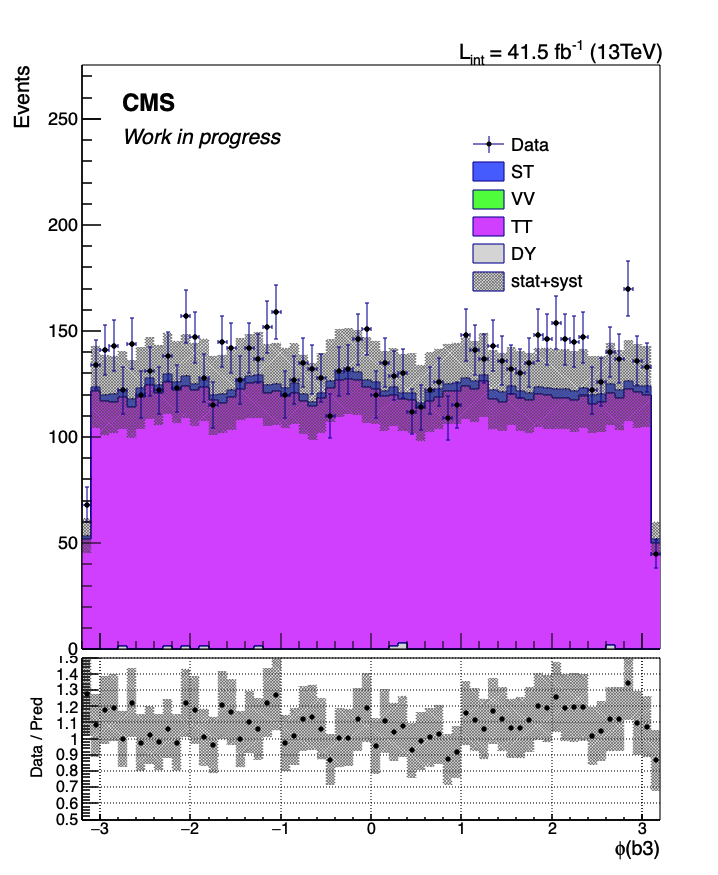 L_int = 41.5 fb^-1 (13TeV)
Events
CMS
Work in progress
Data
ST
VV
TT
DY
stat+syst
250
200
150
100
50
0
Data / Pred
1.5
1.4
1.3
1.2
1.1
1
0.9
0.8
0.7
0.6
0.5
−3 −2 −1 0 1 2 3
ϕ(b3)